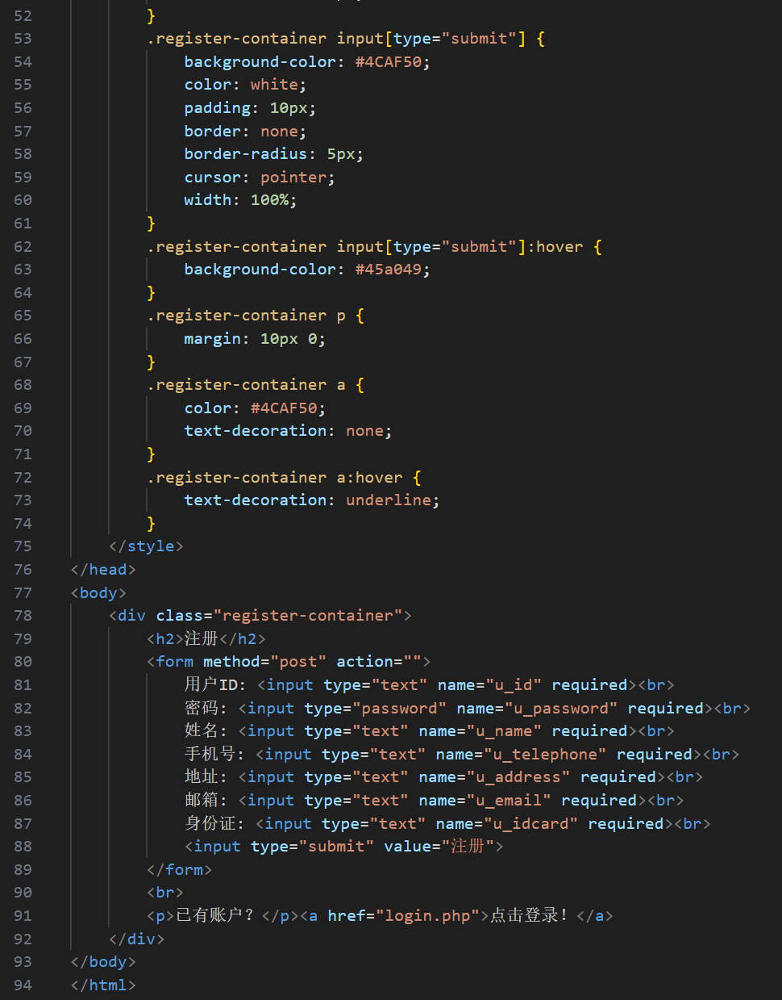 52 }
53 .register-container input[type="submit"] {
54 background-color: #4CAF50;
55 color: white;
56 padding: 10px;
57 border: none;
58 border-radius: 5px;
59 cursor: pointer;
60 width: 100%;
61 }
62 .register-container input[type="submit"]:hover {
63 background-color: #45a049;
64 }
65 .register-container p {
66 margin: 10px 0;
67 }
68 .register-container a {
69 color: #4CAF50;
70 text-decoration: none;
71 }
72 .register-container a:hover {
73 text-decoration: underline;
74 }
75 </style>
76 </head>
77 <body>
78 <div class="register-container">
79 <h2>注册</h2>
80 <form method="post" action="">
81 用户ID: <input type="text" name="u_id" required><br>
82 密码: <input type="password" name="u_password" required><br>
83 姓名: <input type="text" name="u_name" required><br>
84 手机号: <input type="text" name="u_telephone" required><br>
85 地址: <input type="text" name="u_address" required><br>
86 邮箱: <input type="text" name="u_email" required><br>
87 身份证: <input type="text" name="u_idcard" required><br>
88 <input type="submit" value="注册">
89 </form>
90 <br>
91 <p>已有账户？</p><a href="login.php">点击登录！</a>
92 </div>
93 </body>
94 </html>